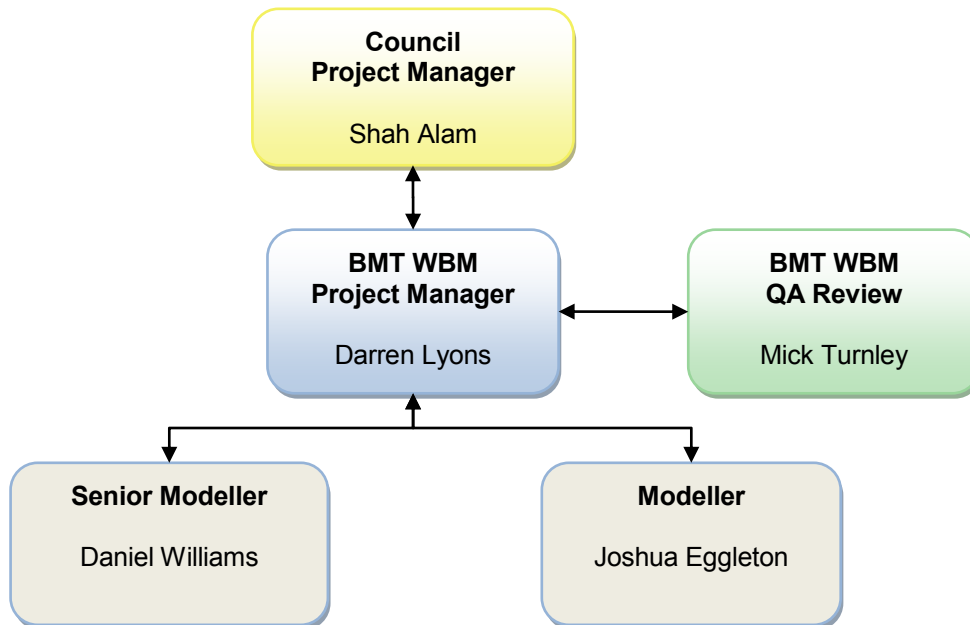 Council
Project Manager
Shah Alam
BMT WBM
Project Manager
Darren Lyons
BMT WBM
QA Review
Mick Turnley
Senior Modeller
Daniel Williams
Modeller
Joshua Eggleton